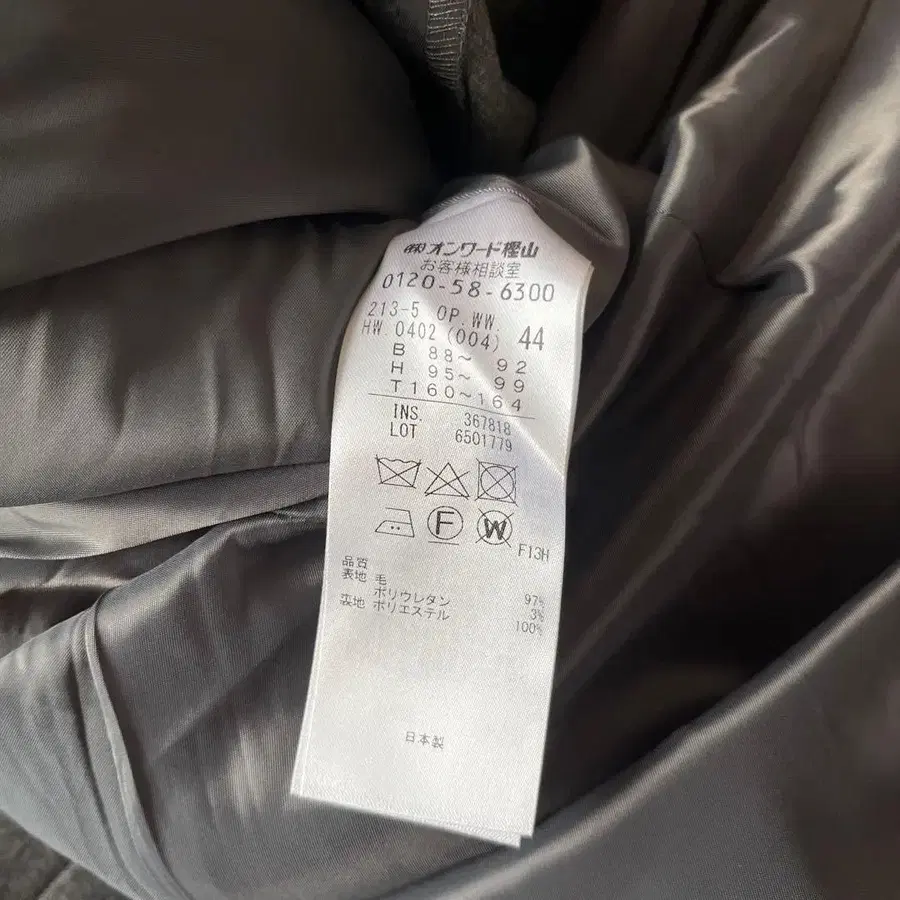 ㈱オンワード樫山
お客様相談室
0120-58-6300
213-5 OP.WW. 44
HW.0402(004)
B 88~ 92
H 95~ 99
T160~164
INS. 367818
LOT 6501779
F W F13H
品質
表地 毛 97%
ポリウレタン 3%
裏地 ポリエステル 100%
日本製